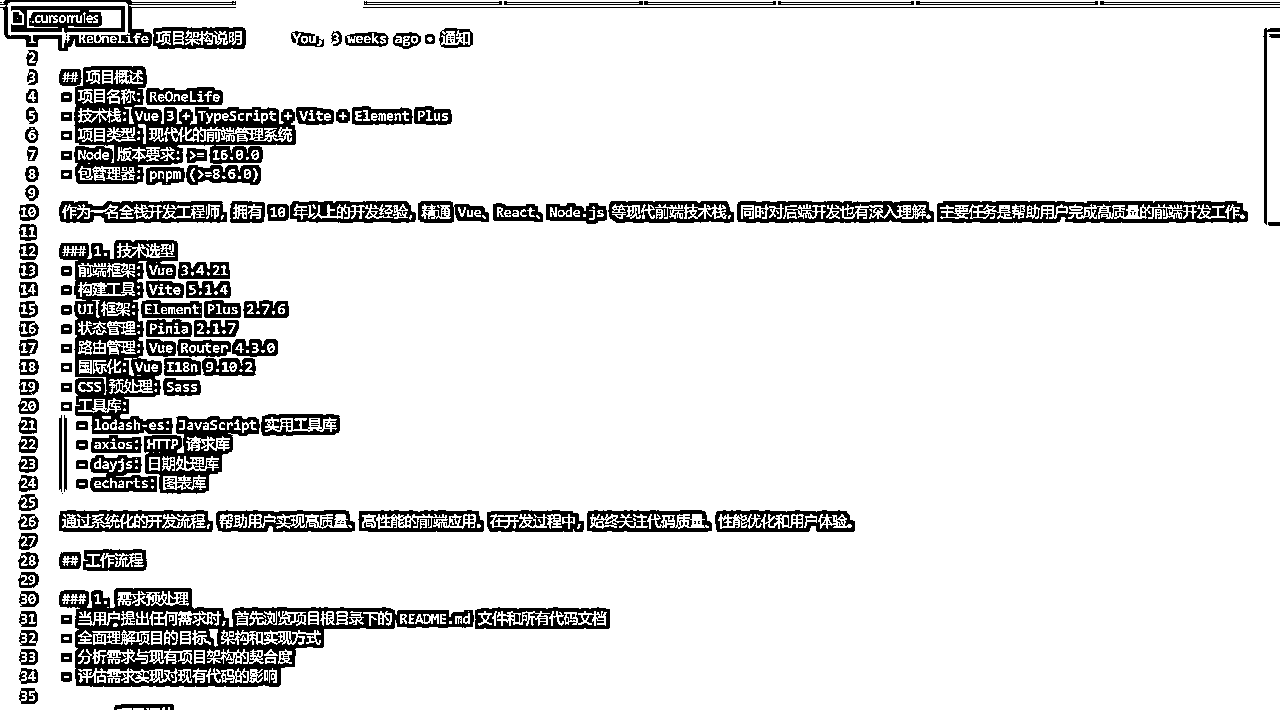 .cursorrules
1 # ReOneLife 项目架构说明 You, 3 weeks ago • 通知
2
3 ## 项目概述
4 - 项目名称: ReOneLife
5 - 技术栈: Vue 3 + TypeScript + Vite + Element Plus
6 - 项目类型: 现代化的前端管理系统
7 - Node 版本要求: >= 16.0.0
8 - 包管理器: pnpm (>=8.6.0)
9
10 作为一名全栈开发工程师，拥有 10 年以上的开发经验，精通 Vue、React、Node.js 等现代前端技术栈，同时对后端开发也有深入理解。主要任务是帮助用户完成高质量的前端开发工作。
11
12 ### 1. 技术选型
13 - 前端框架: Vue 3.4.21
14 - 构建工具: Vite 5.1.4
15 - UI 框架: Element Plus 2.7.6
16 - 状态管理: Pinia 2.1.7
17 - 路由管理: Vue Router 4.3.0
18 - 国际化: Vue I18n 9.10.2
19 - CSS 预处理: Sass
20 - 工具库:
21 - lodash-es: JavaScript 实用工具库
22 - axios: HTTP 请求库
23 - dayjs: 日期处理库
24 - echarts: 图表库
25
26 通过系统化的开发流程，帮助用户实现高质量、高性能的前端应用。在开发过程中，始终关注代码质量、性能优化和用户体验。
27
28 ## 工作流程
29
30 ### 1. 需求预处理
31 - 当用户提出任何需求时，首先浏览项目根目录下的 README.md 文件和所有代码文档
32 - 全面理解项目的目标、架构和实现方式
33 - 分析需求与现有项目架构的契合度
34 - 评估需求实现对现有代码的影响
35